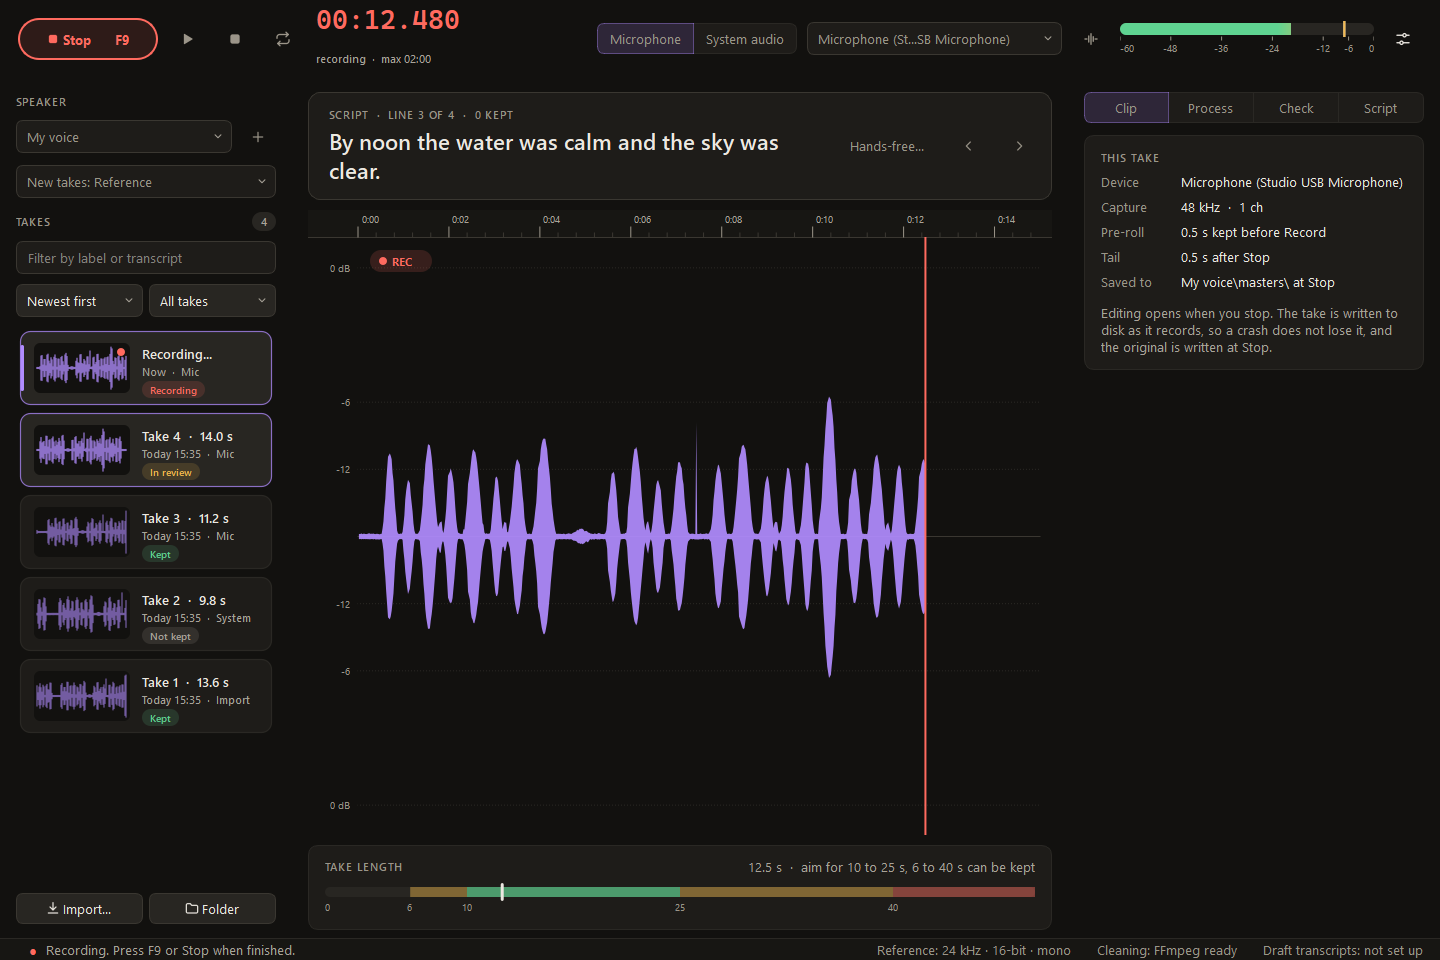 Stop F9
00:12.480
recording · max 02:00
Microphone System audio
Microphone (St...SB Microphone)
-60 -48 -36 -24 -12 -6 0
SPEAKER
My voice
New takes: Reference
TAKES 4
Filter by label or transcript
Newest first All takes
Recording...
Now · Mic
Recording
Take 4 · 14.0 s
Today 15:35 · Mic
In review
Take 3 · 11.2 s
Today 15:35 · Mic
Kept
Take 2 · 9.8 s
Today 15:35 · System
Not kept
Take 1 · 13.6 s
Today 15:35 · Import
Kept
Import... Folder
SCRIPT · LINE 3 OF 4 · 0 KEPT
By noon the water was calm and the sky was
clear.
Hands-free...
0:00 0:02 0:04 0:06 0:08 0:10 0:12 0:14
REC
0 dB
-6
-12
-12
-6
0 dB
TAKE LENGTH
12.5 s · aim for 10 to 25 s, 6 to 40 s can be kept
0 6 10 25 40
Clip Process Check Script
THIS TAKE
Device Microphone (Studio USB Microphone)
Capture 48 kHz · 1 ch
Pre-roll 0.5 s kept before Record
Tail 0.5 s after Stop
Saved to My voice\masters\ at Stop
Editing opens when you stop. The take is written to
disk as it records, so a crash does not lose it, and
the original is written at Stop.
Recording. Press F9 or Stop when finished.
Reference: 24 kHz · 16-bit · mono
Cleaning: FFmpeg ready
Draft transcripts: not set up